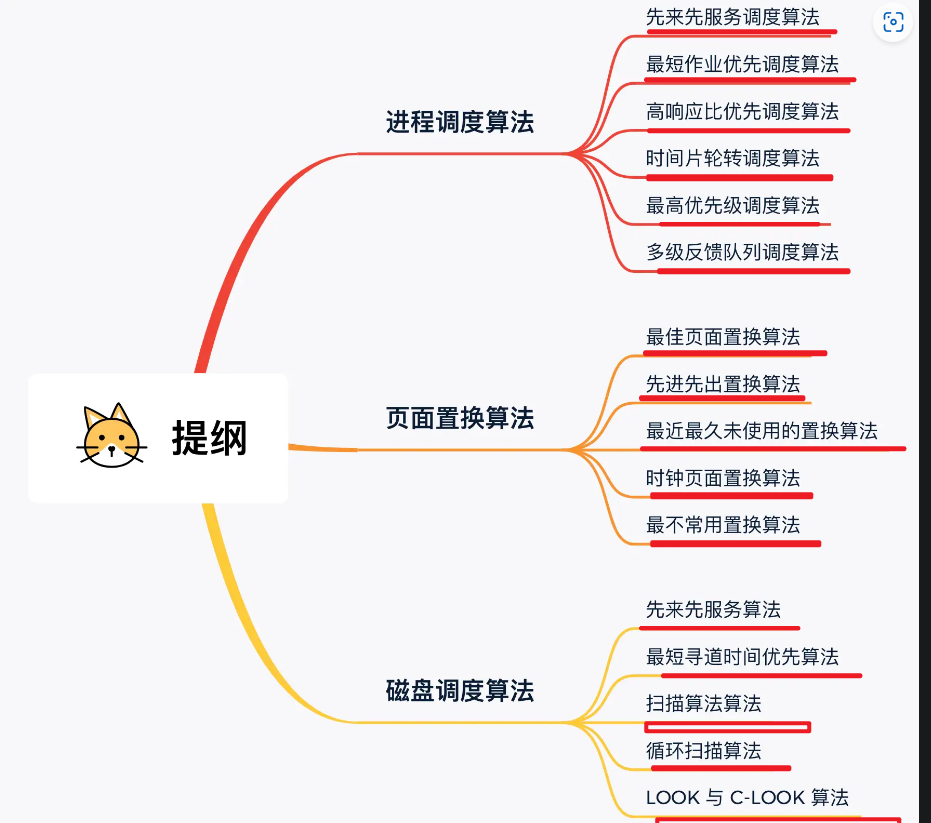 提纲
进程调度算法
先来先服务调度算法
最短作业优先调度算法
高响应比优先调度算法
时间片轮转调度算法
最高优先级调度算法
多级反馈队列调度算法
页面置换算法
最佳页面置换算法
先进先出置换算法
最近最久未使用的置换算法
时钟页面置换算法
最不常用置换算法
磁盘调度算法
先来先服务算法
最短寻道时间优先算法
扫描算法算法
循环扫描算法
LOOK 与 C-LOOK 算法